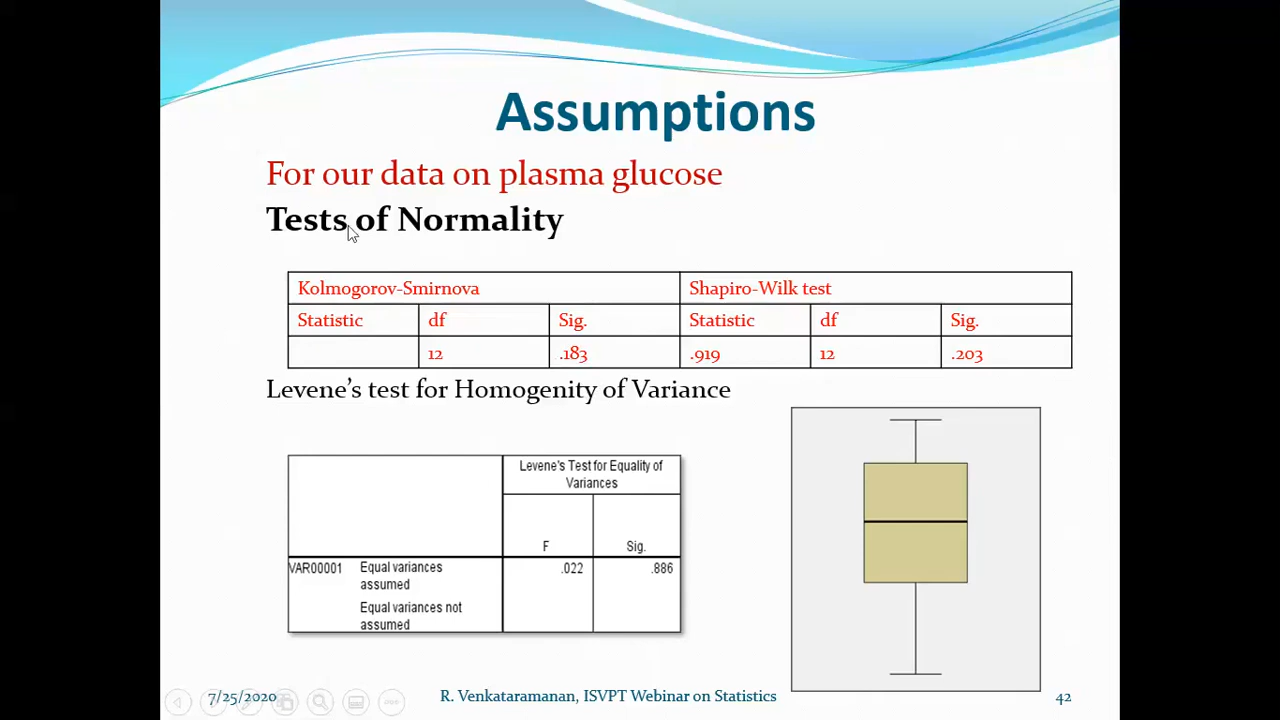 Assumptions
For our data on plasma glucose
Tests of Normality
Kolmogorov-Smirnova Shapiro-Wilk test
Statistic df Sig. Statistic df Sig.
12 .183 .919 12 .203
Levene's test for Homogenity of Variance
Levene's Test for Equality of
Variances
F Sig.
VAR00001 Equal variances .022 .886
assumed
Equal variances not
assumed
7/25/2020 R. Venkataramanan, ISVPT Webinar on Statistics 42